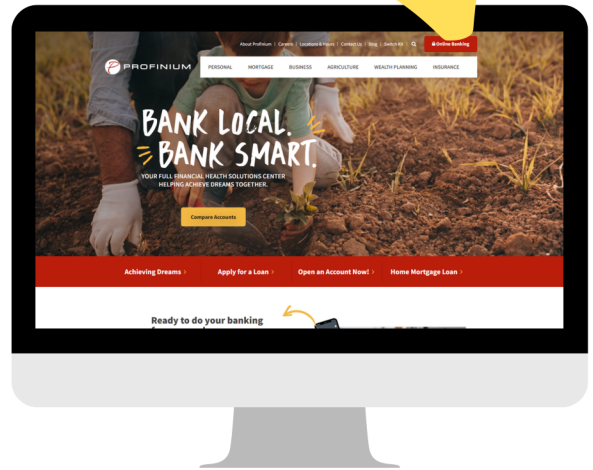 About Profinium | Careers | Locations & Hours | Contact Us | Blog | Switch Kit |
Online Banking
PROFINIUM
PERSONAL MORTGAGE BUSINESS AGRICULTURE WEALTH PLANNING INSURANCE
BANK LOCAL.
BANK SMART.
YOUR FULL FINANCIAL HEALTH SOLUTIONS CENTER
HELPING ACHIEVE DREAMS TOGETHER.
Compare Accounts
Achieving Dreams > Apply for a Loan > Open an Account Now! > Home Mortgage Loan >
Ready to do your banking